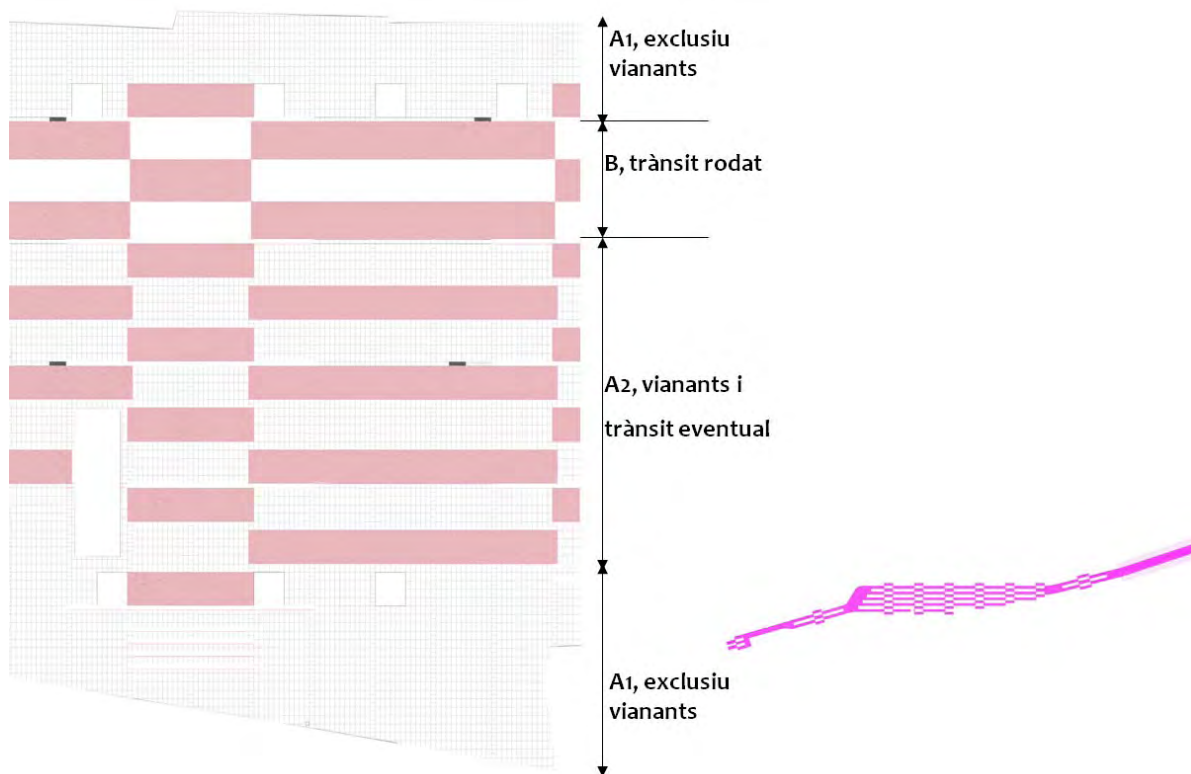 A1, exclusiu
vianants
B, trànsit rodat
A2, vianants i
trànsit eventual
A1, exclusiu
vianants